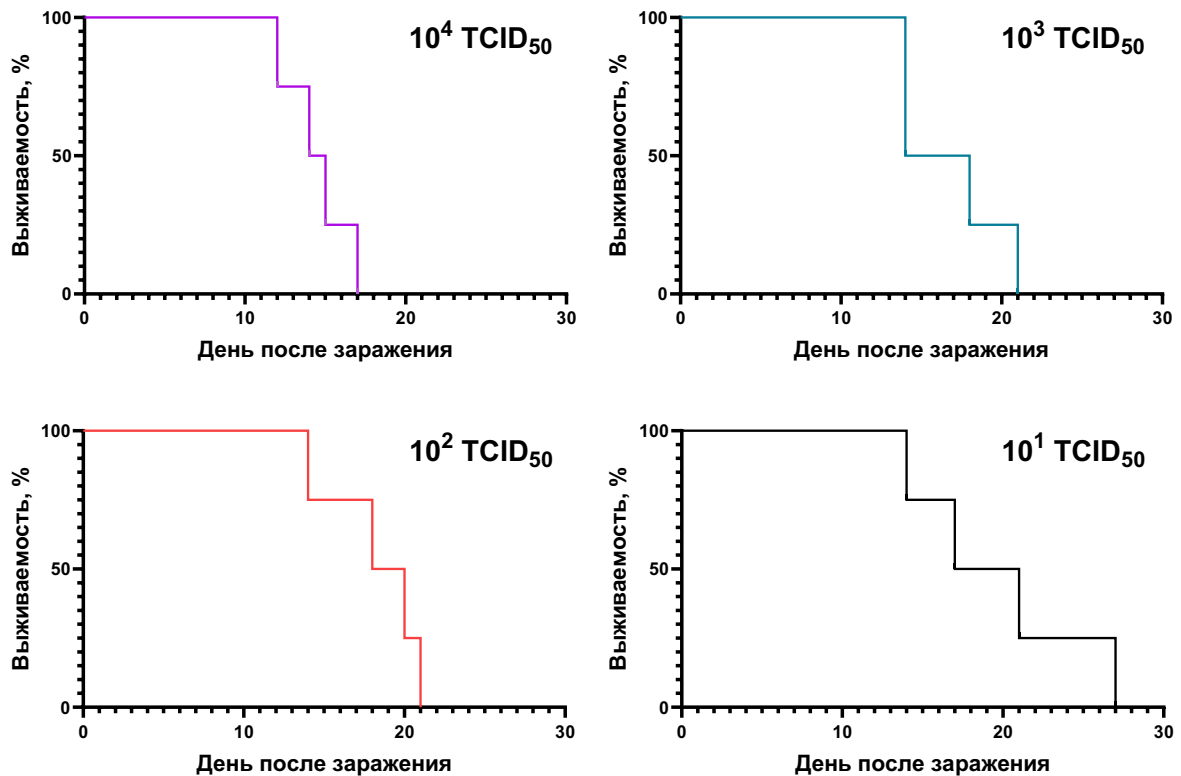 10⁴ TCID₅₀
Выживаемость, %
100
50
0
0 10 20 30
День после заражения
10³ TCID₅₀
Выживаемость, %
100
50
0
0 10 20 30
День после заражения
10² TCID₅₀
Выживаемость, %
100
50
0
0 10 20 30
День после заражения
10¹ TCID₅₀
Выживаемость, %
100
50
0
0 10 20 30
День после заражения